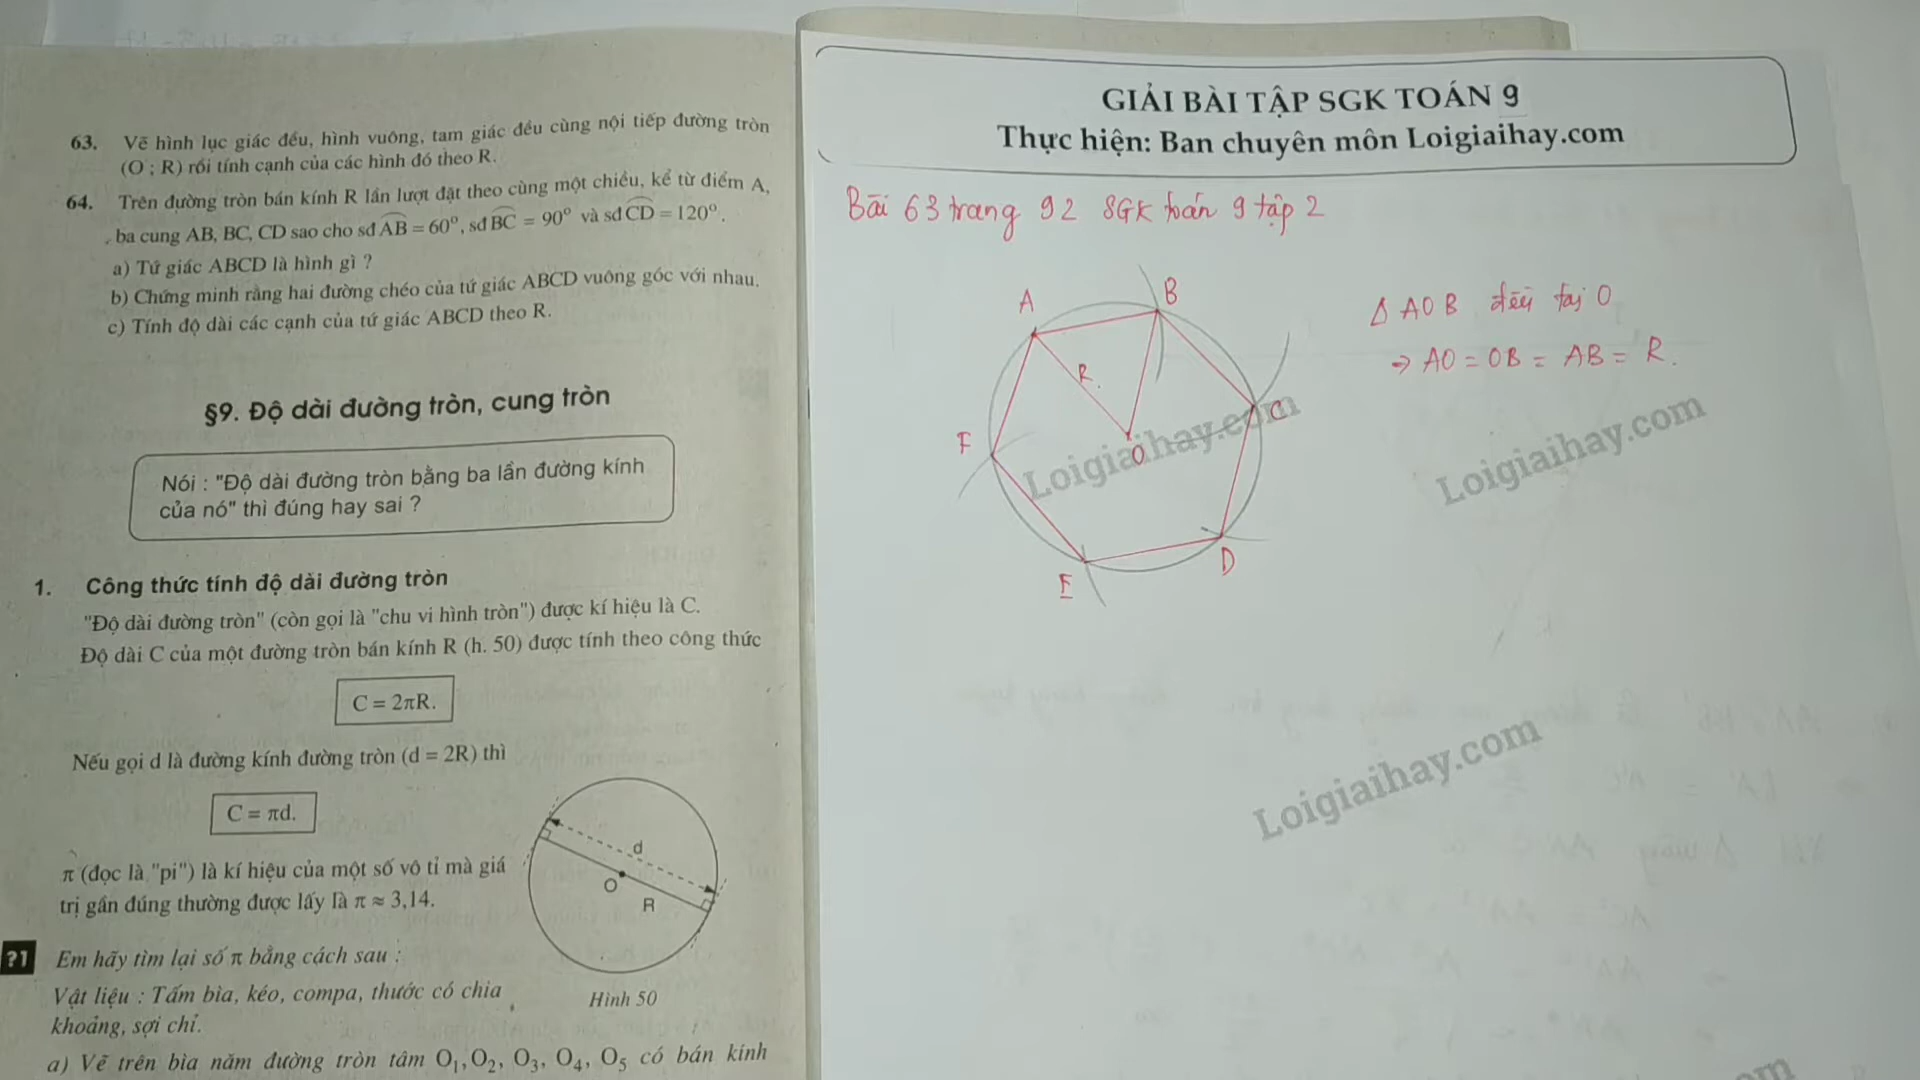 63. Vẽ hình lục giác đều, hình vuông, tam giác đều cùng nội tiếp đường tròn
(O ; R) rồi tính cạnh của các hình đó theo R.
64. Trên đường tròn bán kính R lần lượt đặt theo cùng một chiều, kể từ điểm A,
ba cung AB, BC, CD sao cho sđ AB = 60°, sđ BC = 90° và sđ CD = 120°.
a) Tứ giác ABCD là hình gì ?
b) Chứng minh rằng hai đường chéo của tứ giác ABCD vuông góc với nhau.
c) Tính độ dài các cạnh của tứ giác ABCD theo R.
§9. Độ dài đường tròn, cung tròn
Nói : "Độ dài đường tròn bằng ba lần đường kính
của nó" thì đúng hay sai ?
1. Công thức tính độ dài đường tròn
"Độ dài đường tròn" (còn gọi là "chu vi hình tròn") được kí hiệu là C.
Độ dài C của một đường tròn bán kính R (h. 50) được tính theo công thức
C = 2πR.
Nếu gọi d là đường kính đường tròn (d = 2R) thì
C = πd.
π (đọc là "pi") là kí hiệu của một số vô tỉ mà giá
trị gần đúng thường được lấy là π ≈ 3,14.
d
O
R
Hình 50
?1 Em hãy tìm lại số π bằng cách sau :
Vật liệu : Tấm bìa, kéo, compa, thước có chia
khoảng, sợi chỉ.
a) Vẽ trên bìa năm đường tròn tâm O₁, O₂, O₃, O₄, O₅ có bán kính
GIẢI BÀI TẬP SGK TOÁN 9
Thực hiện: Ban chuyên môn Loigiaihay.com
Bài 63 trang 92 SGK toán 9 tập 2
A
B
R
F
O
C
E
D
Δ AOB đều tại O
→ AO = OB = AB = R.
Loigiaihay.com
Loigiaihay.com
Loigiaihay.com